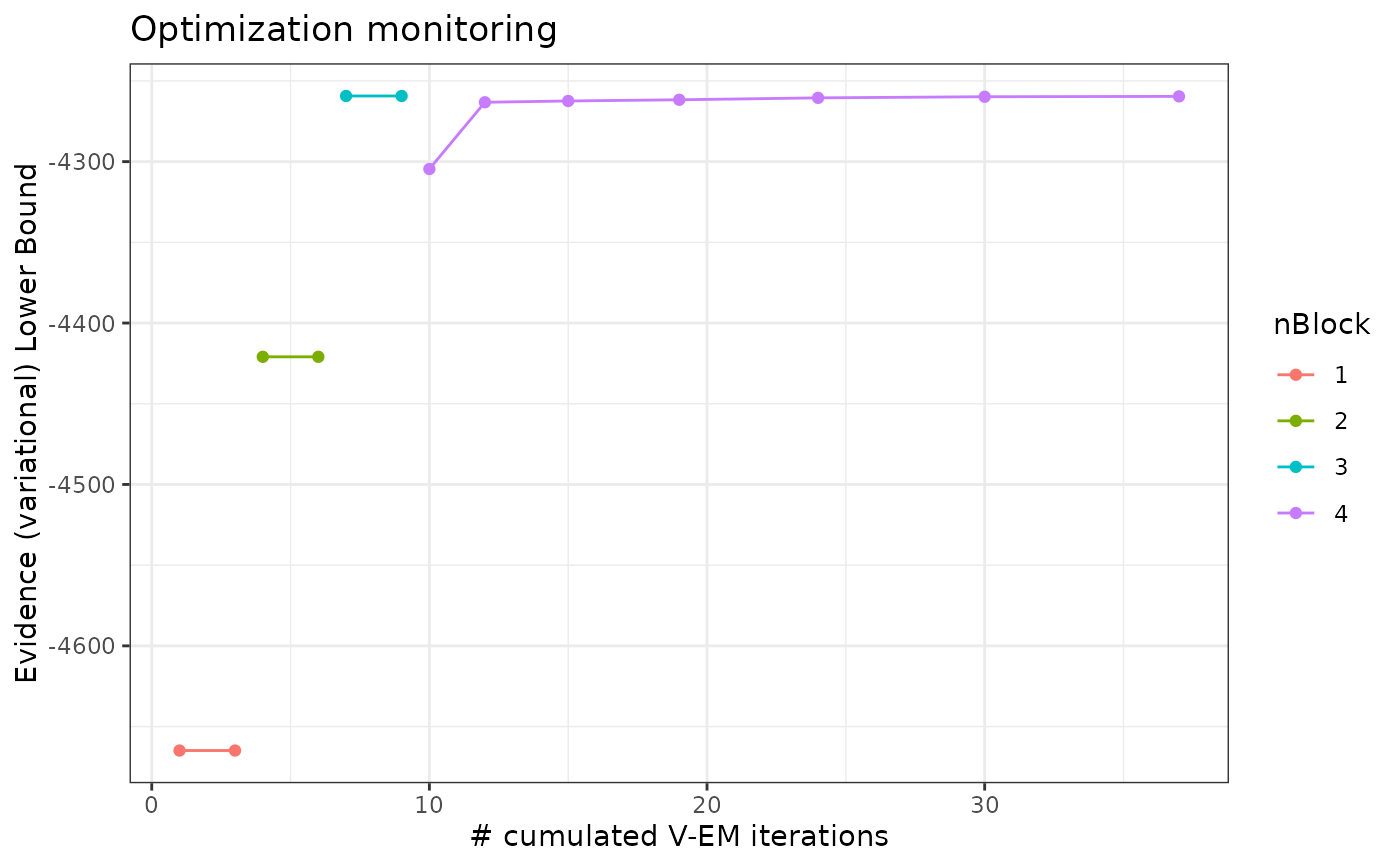 Optimization monitoring
Evidence (variational) Lower Bound
-4300
-4400
-4500
-4600
0 10 20 30
# cumulated V-EM iterations
nBlock
1
2
3
4